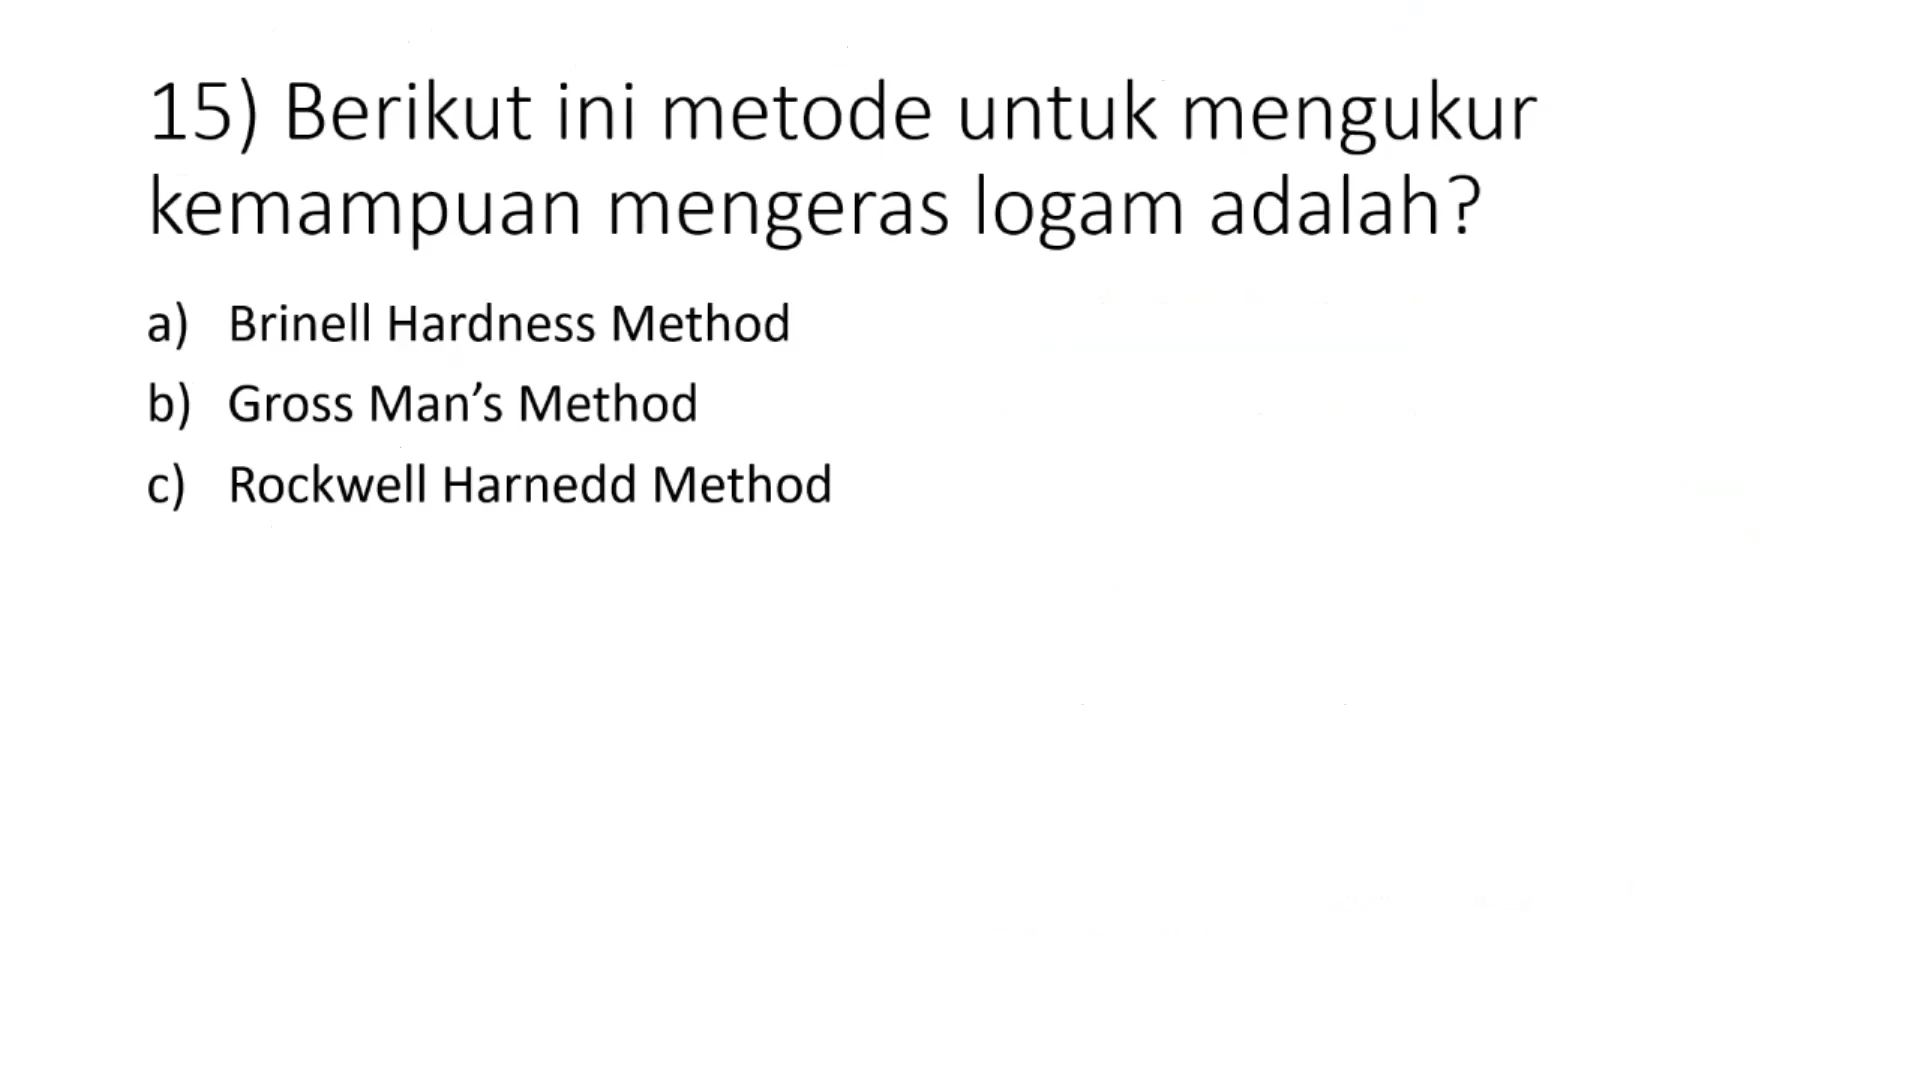 15) Berikut ini metode untuk mengukur
kemampuan mengeras logam adalah?
a) Brinell Hardness Method
b) Gross Man’s Method
c) Rockwell Harnedd Method